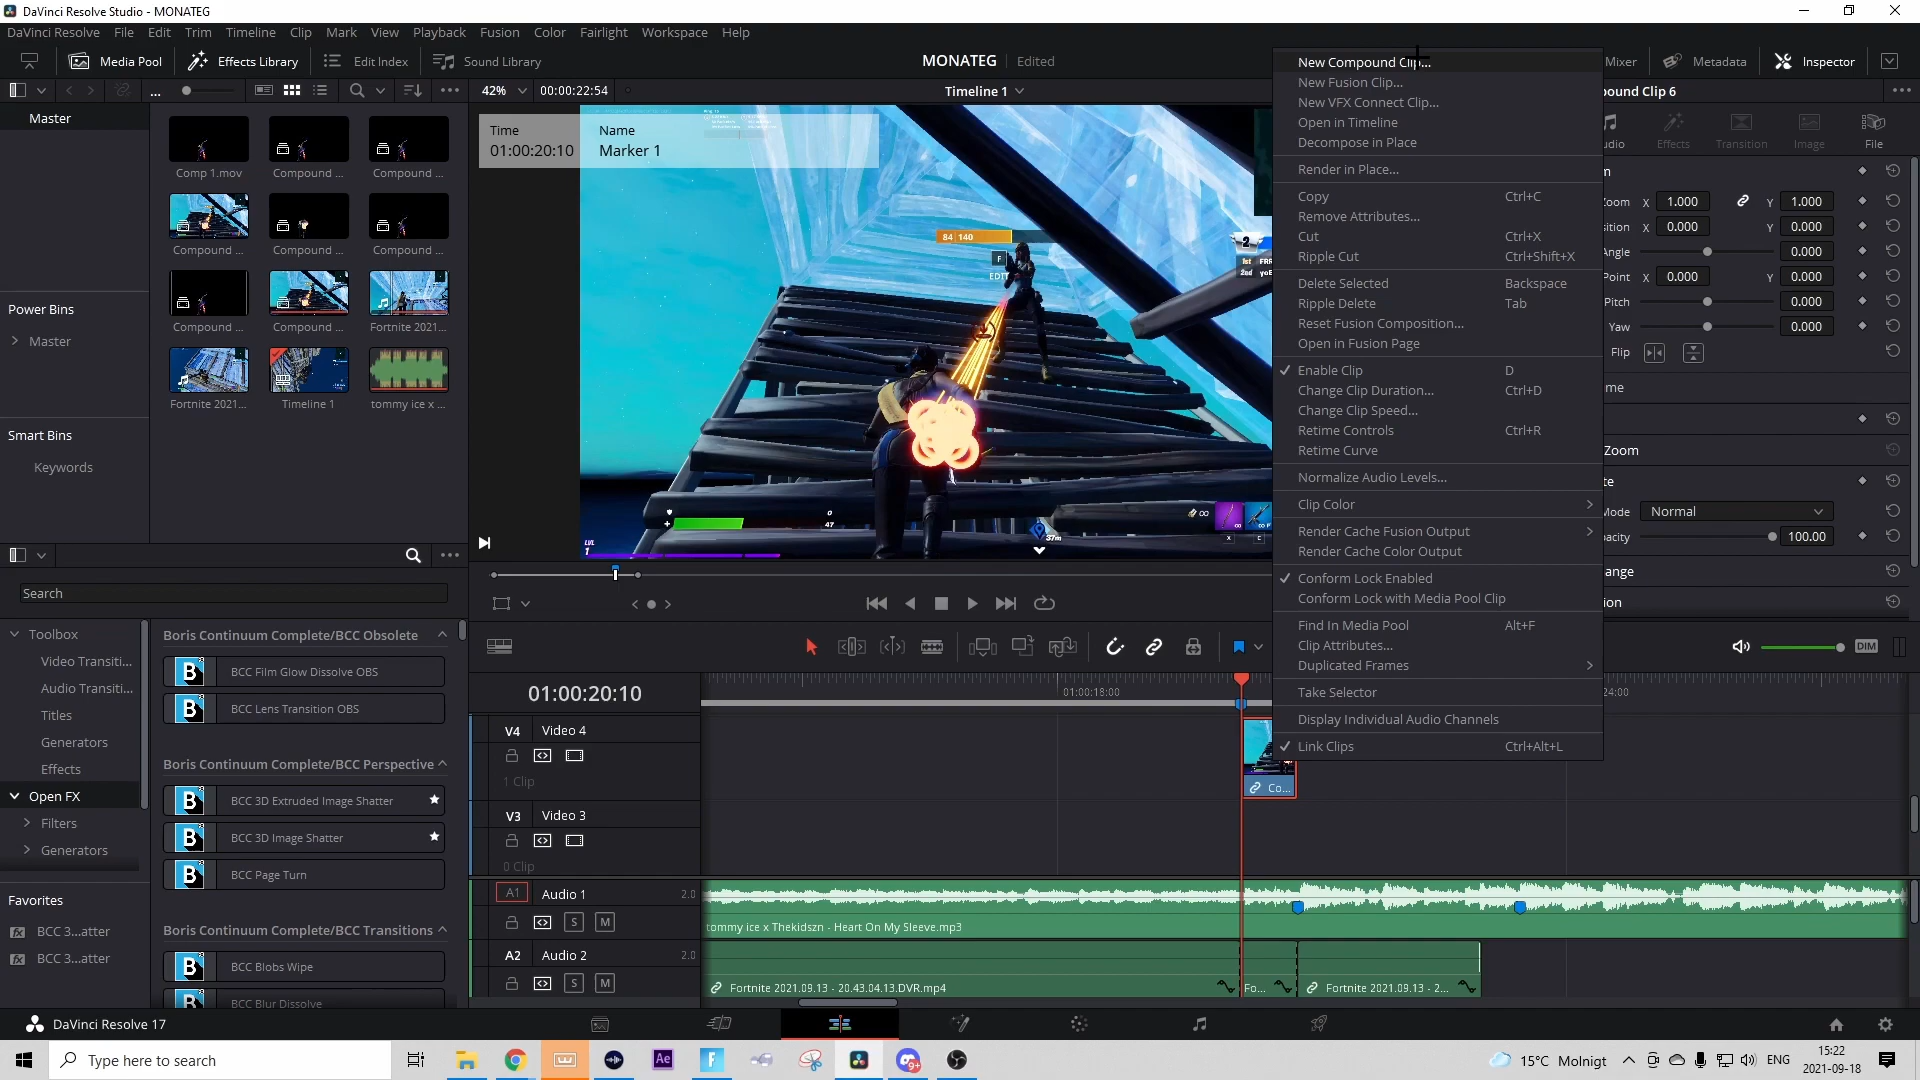 DaVinci Resolve Studio - MONATEG
DaVinci Resolve File Edit Trim Timeline Clip Mark View Playback Fusion Color Fairlight Workspace Help
Media Pool Effects Library Edit Index Sound Library MONATEG Edited Mixer Metadata Inspector
... 42% 00:00:22:54 Timeline 1 ound Clip 6
Master
Comp 1.mov Compound ... Compound ...
Compound ... Compound ... Compound ...
Compound ... Compound ... Fortnite 2021...
Fortnite 2021... Timeline 1 tommy ice x ...
Power Bins
Master
Smart Bins
Keywords
Time Name
01:00:20:10 Marker 1
84 | 140
F
EDIT
2
1st
2nd
0
47
LVL
1
37m
New Compound Clip...
New Fusion Clip...
New VFX Connect Clip...
Open in Timeline
Decompose in Place
Render in Place...
Copy Ctrl+C
Remove Attributes...
Cut Ctrl+X
Ripple Cut Ctrl+Shift+X
Delete Selected Backspace
Ripple Delete Tab
Reset Fusion Composition...
Open in Fusion Page
Enable Clip D
Change Clip Duration... Ctrl+D
Change Clip Speed...
Retime Controls Ctrl+R
Retime Curve
Normalize Audio Levels...
Clip Color
Render Cache Fusion Output
Render Cache Color Output
Conform Lock Enabled
Conform Lock with Media Pool Clip
Find In Media Pool Alt+F
Clip Attributes...
Duplicated Frames
Take Selector
Display Individual Audio Channels
Link Clips Ctrl+Alt+L
udio Effects Transition Image File
m
oom X 1.000 Y 1.000
sition X 0.000 Y 0.000
Angle 0.000
Point X 0.000 Y 0.000
Pitch 0.000
Yaw 0.000
Flip
me
Zoom
te
Mode Normal
pacity 100.00
ange
ion
DIM
Search
Toolbox
Video Transiti...
Audio Transiti...
Titles
Generators
Effects
Open FX
Filters
Generators
Favorites
BCC 3...atter
BCC 3...atter
Boris Continuum Complete/BCC Obsolete
BCC Film Glow Dissolve OBS
BCC Lens Transition OBS
Boris Continuum Complete/BCC Perspective
BCC 3D Extruded Image Shatter
BCC 3D Image Shatter
BCC Page Turn
Boris Continuum Complete/BCC Transitions
BCC Blobs Wipe
BCC Blur Dissolve
01:00:20:10 01:00:18:00 24:00
V4 Video 4
1 Clip
Co...
V3 Video 3
0 Clip
A1 Audio 1 2.0
S M
tommy ice x Thekidszn - Heart On My Sleeve.mp3
A2 Audio 2 2.0
S M
Fortnite 2021.09.13 - 20.43.04.13.DVR.mp4 Fo... Fortnite 2021.09.13 - 2...
DaVinci Resolve 17
Type here to search Ae F 9+ 15°C Molnigt ENG 15:22
2021-09-18